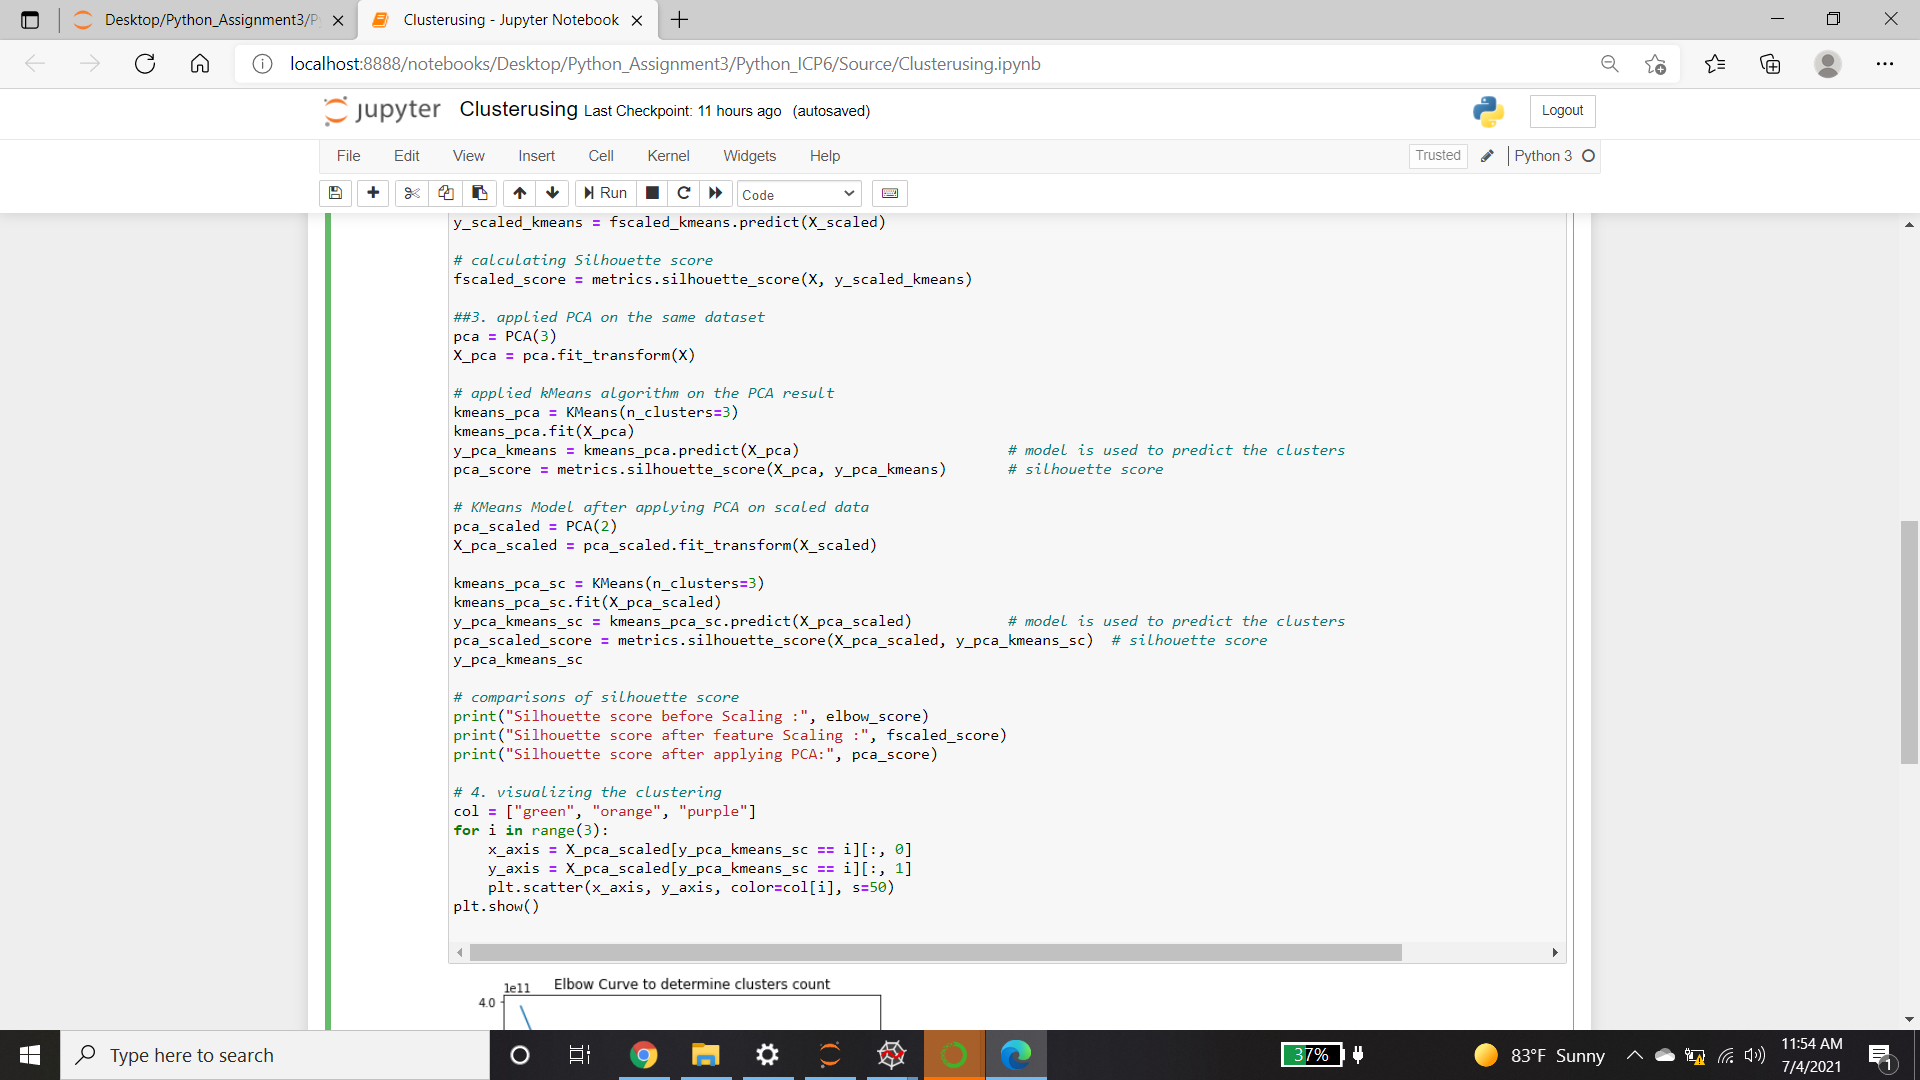 Desktop/Python_Assignment3/P
Clusterusing - Jupyter Notebook
localhost:8888/notebooks/Desktop/Python_Assignment3/Python_ICP6/Source/Clusterusing.ipynb
jupyter Clusterusing Last Checkpoint: 11 hours ago (autosaved)
Logout
File Edit View Insert Cell Kernel Widgets Help
Trusted
Python 3
Run
Code
y_scaled_kmeans = fscaled_kmeans.predict(X_scaled)
# calculating Silhouette score
fscaled_score = metrics.silhouette_score(X, y_scaled_kmeans)
##3. applied PCA on the same dataset
pca = PCA(3)
X_pca = pca.fit_transform(X)
# applied kMeans algorithm on the PCA result
kmeans_pca = KMeans(n_clusters=3)
kmeans_pca.fit(X_pca)
y_pca_kmeans = kmeans_pca.predict(X_pca) # model is used to predict the clusters
pca_score = metrics.silhouette_score(X_pca, y_pca_kmeans) # silhouette score
# KMeans Model after applying PCA on scaled data
pca_scaled = PCA(2)
X_pca_scaled = pca_scaled.fit_transform(X_scaled)
kmeans_pca_sc = KMeans(n_clusters=3)
kmeans_pca_sc.fit(X_pca_scaled)
y_pca_kmeans_sc = kmeans_pca_sc.predict(X_pca_scaled) # model is used to predict the clusters
pca_scaled_score = metrics.silhouette_score(X_pca_scaled, y_pca_kmeans_sc) # silhouette score
y_pca_kmeans_sc
# comparisons of silhouette score
print("Silhouette score before Scaling :", elbow_score)
print("Silhouette score after feature Scaling :", fscaled_score)
print("Silhouette score after applying PCA:", pca_score)
# 4. visualizing the clustering
col = ["green", "orange", "purple"]
for i in range(3):
    x_axis = X_pca_scaled[y_pca_kmeans_sc == i][:, 0]
    y_axis = X_pca_scaled[y_pca_kmeans_sc == i][:, 1]
    plt.scatter(x_axis, y_axis, color=col[i], s=50)
plt.show()
1e11 Elbow Curve to determine clusters count
4.0
Type here to search
37%
83°F Sunny
11:54 AM
7/4/2021
1